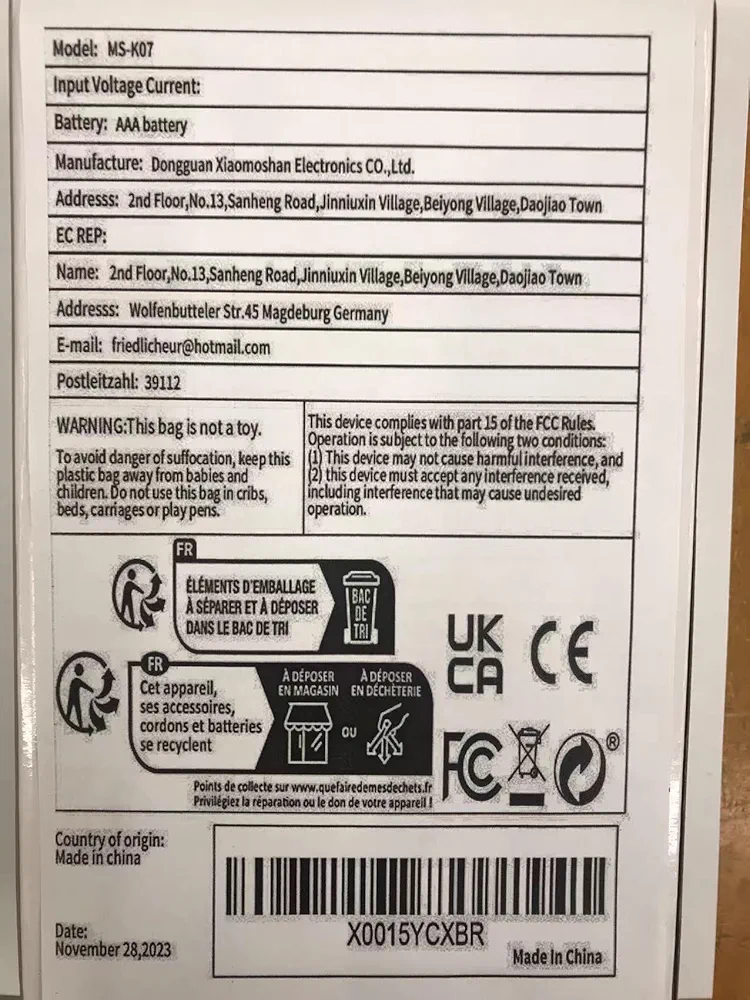 Model: MS-K07
Input Voltage Current:
Battery: AAA battery
Manufacture: Dongguan Xiaomoshan Electronics CO.,Ltd.
Addresss: 2nd Floor,No.13,Sanheng Road,Jinniuxin Village,Beiyong Village,Daojiao Town
EC REP:
Name: 2nd Floor,No.13,Sanheng Road,Jinniuxin Village,Beiyong Village,Daojiao Town
Addresss: Wolfenbutteler Str.45 Magdeburg Germany
E-mail: friedlicheur@hotmail.com
Postleitzahl: 39112
WARNING:This bag is not a toy.
To avoid danger of suffocation, keep this
plastic bag away from babies and
children. Do not use this bag in cribs,
beds, carriages or play pens.
This device complies with part 15 of the FCC Rules.
Operation is subject to the following two conditions:
(1) This device may not cause harmful interference, and
(2) this device must accept any interference received,
including interference that may cause undesired
operation.
FR
ÉLÉMENTS D'EMBALLAGE
À SÉPARER ET À DÉPOSER
DANS LE BAC DE TRI
BAC
DE
TRI
FR
Cet appareil,
ses accessoires,
cordons et batteries
se recyclent
À DÉPOSER
EN MAGASIN
OU
À DÉPOSER
EN DÉCHÈTERIE
Points de collecte sur www.quefairedemesdechets.fr
Privilégiez la réparation ou le don de votre appareil !
UK
CA
CE
FC
®
Country of origin:
Made in china
Date:
November 28,2023
X0015YCXBR
Made In China